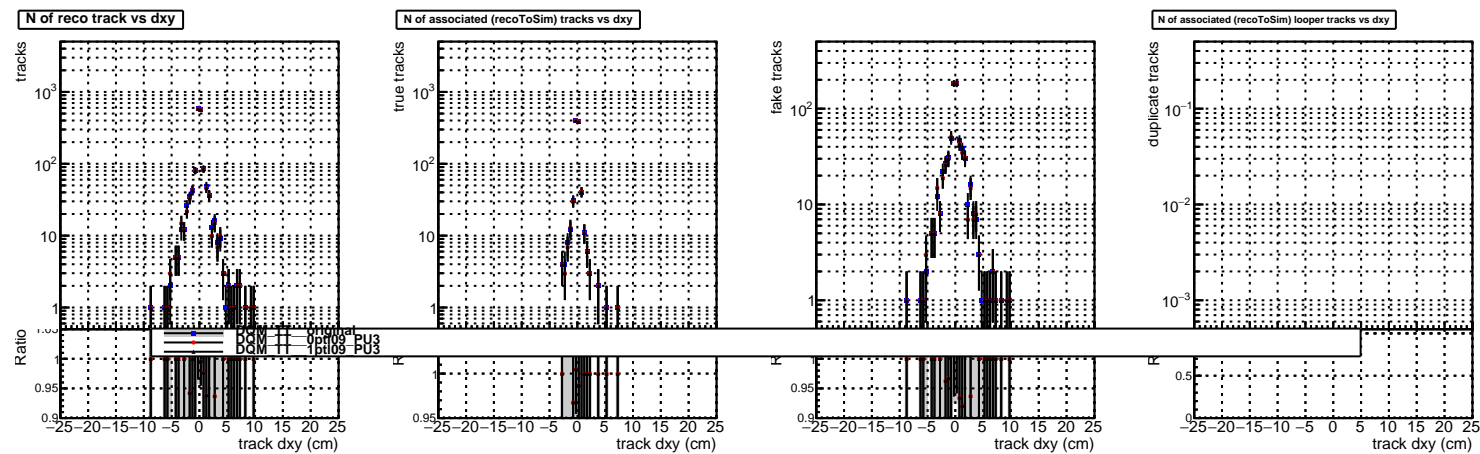 N of reco track vs dxy
tracks
10³
10²
10
1
Ratio
1
0.95
0.9
−25 −20 −15 −10 −5 0 5 10 15 20 25
track dxy (cm)
N of associated (recoToSim) tracks vs dxy
true tracks
10³
10²
10
1
1
0.95
−25 −20 −15 −10 −5 0 5 10 15 20 25
track dxy (cm)
fake tracks
10²
10
1
1
0.95
0.9
−25 −20 −15 −10 −5 0 5 10 15 20 25
track dxy (cm)
N of associated (recoToSim) looper tracks vs dxy
duplicate tracks
10⁻¹
10⁻²
10⁻³
0.5
0
−25 −20 −15 −10 −5 0 5 10 15 20 25
track dxy (cm)